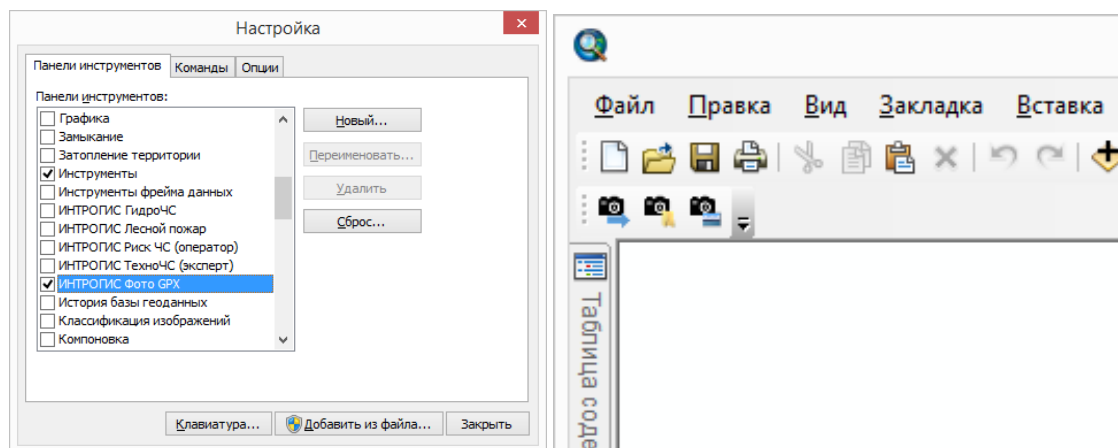 Настройка
Панели инструментов Команды Опции
Панели инструментов:
Графика
Замыкание
Затопление территории
Инструменты
Инструменты фрейма данных
ИНТРОГИС ГидроЧС
ИНТРОГИС Лесной пожар
ИНТРОГИС Риск ЧС (оператор)
ИНТРОГИС ТехноЧС (эксперт)
ИНТРОГИС Фото GPX
История базы геоданных
Классификация изображений
Компоновка
Новый...
Переименовать...
Удалить
Сброс...
Клавиатура... Добавить из файла... Закрыть
Файл Правка Вид Закладка Вставка
Таблица соде